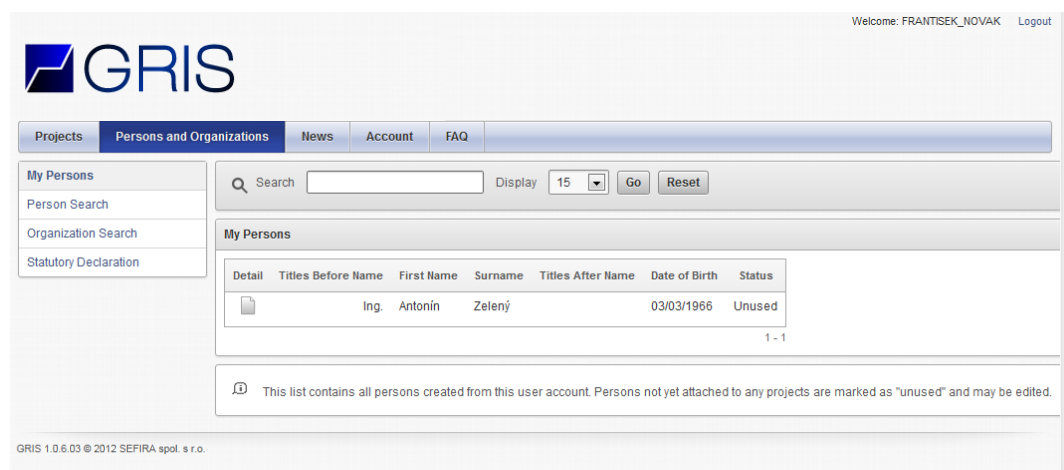 Welcome: FRANTISEK_NOVAK Logout
GRIS
Projects Persons and Organizations News Account FAQ
My Persons
Person Search
Organization Search
Statutory Declaration
Search Display 15 Go Reset
My Persons
Detail Titles Before Name First Name Surname Titles After Name Date of Birth Status
Ing. Antonín Zelený 03/03/1966 Unused
1 - 1
This list contains all persons created from this user account. Persons not yet attached to any projects are marked as "unused" and may be edited.
GRIS 1.0.6.03 © 2012 SEFIRA spol. s r.o.